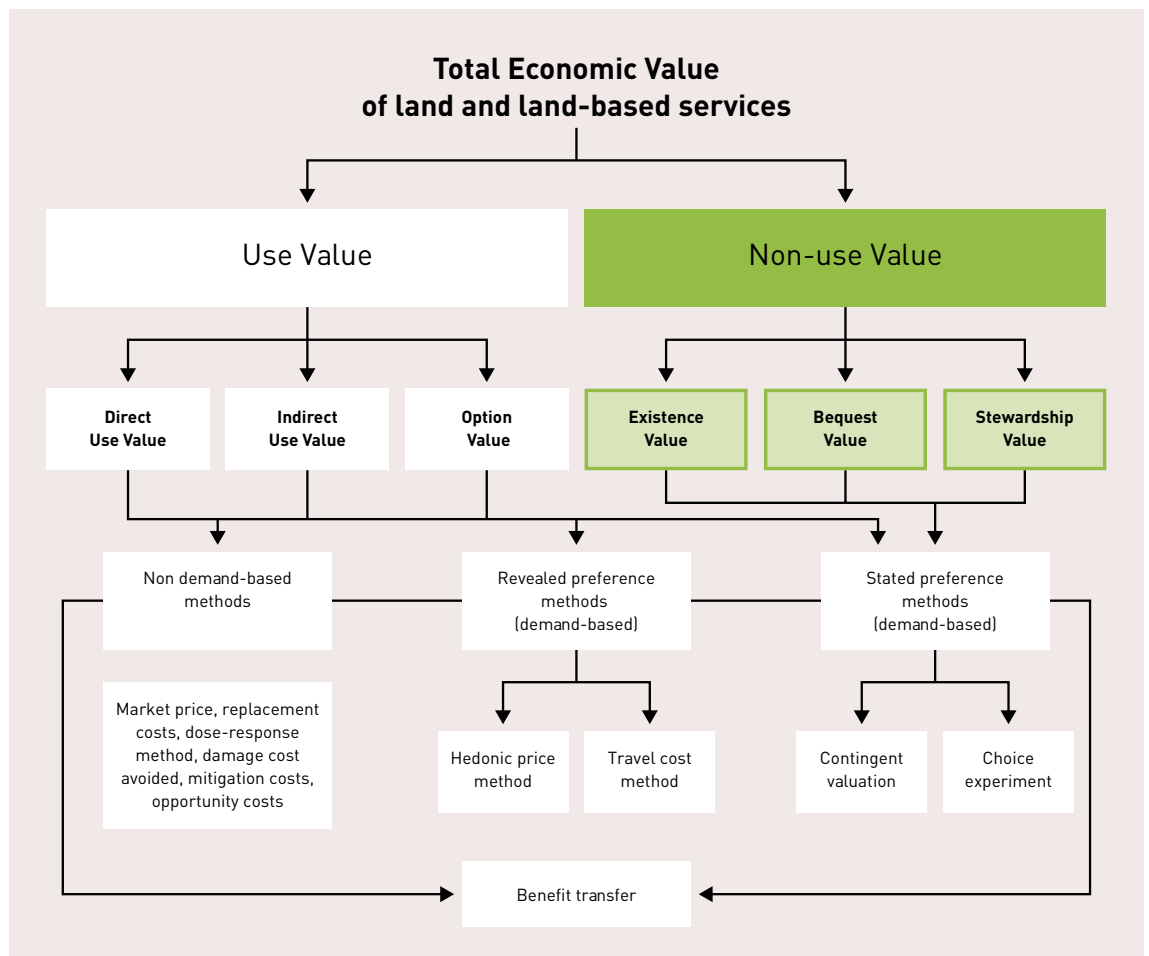 Total Economic Value
of land and land-based services
Use Value
Non-use Value
Direct
Use Value
Indirect
Use Value
Option
Value
Existence
Value
Bequest
Value
Stewardship
Value
Non demand-based
methods
Revealed preference
methods
(demand-based)
Stated preference
methods
(demand-based)
Market price, replacement
costs, dose-response
method, damage cost
avoided, mitigation costs,
opportunity costs
Hedonic price
method
Travel cost
method
Contingent
valuation
Choice
experiment
Benefit transfer